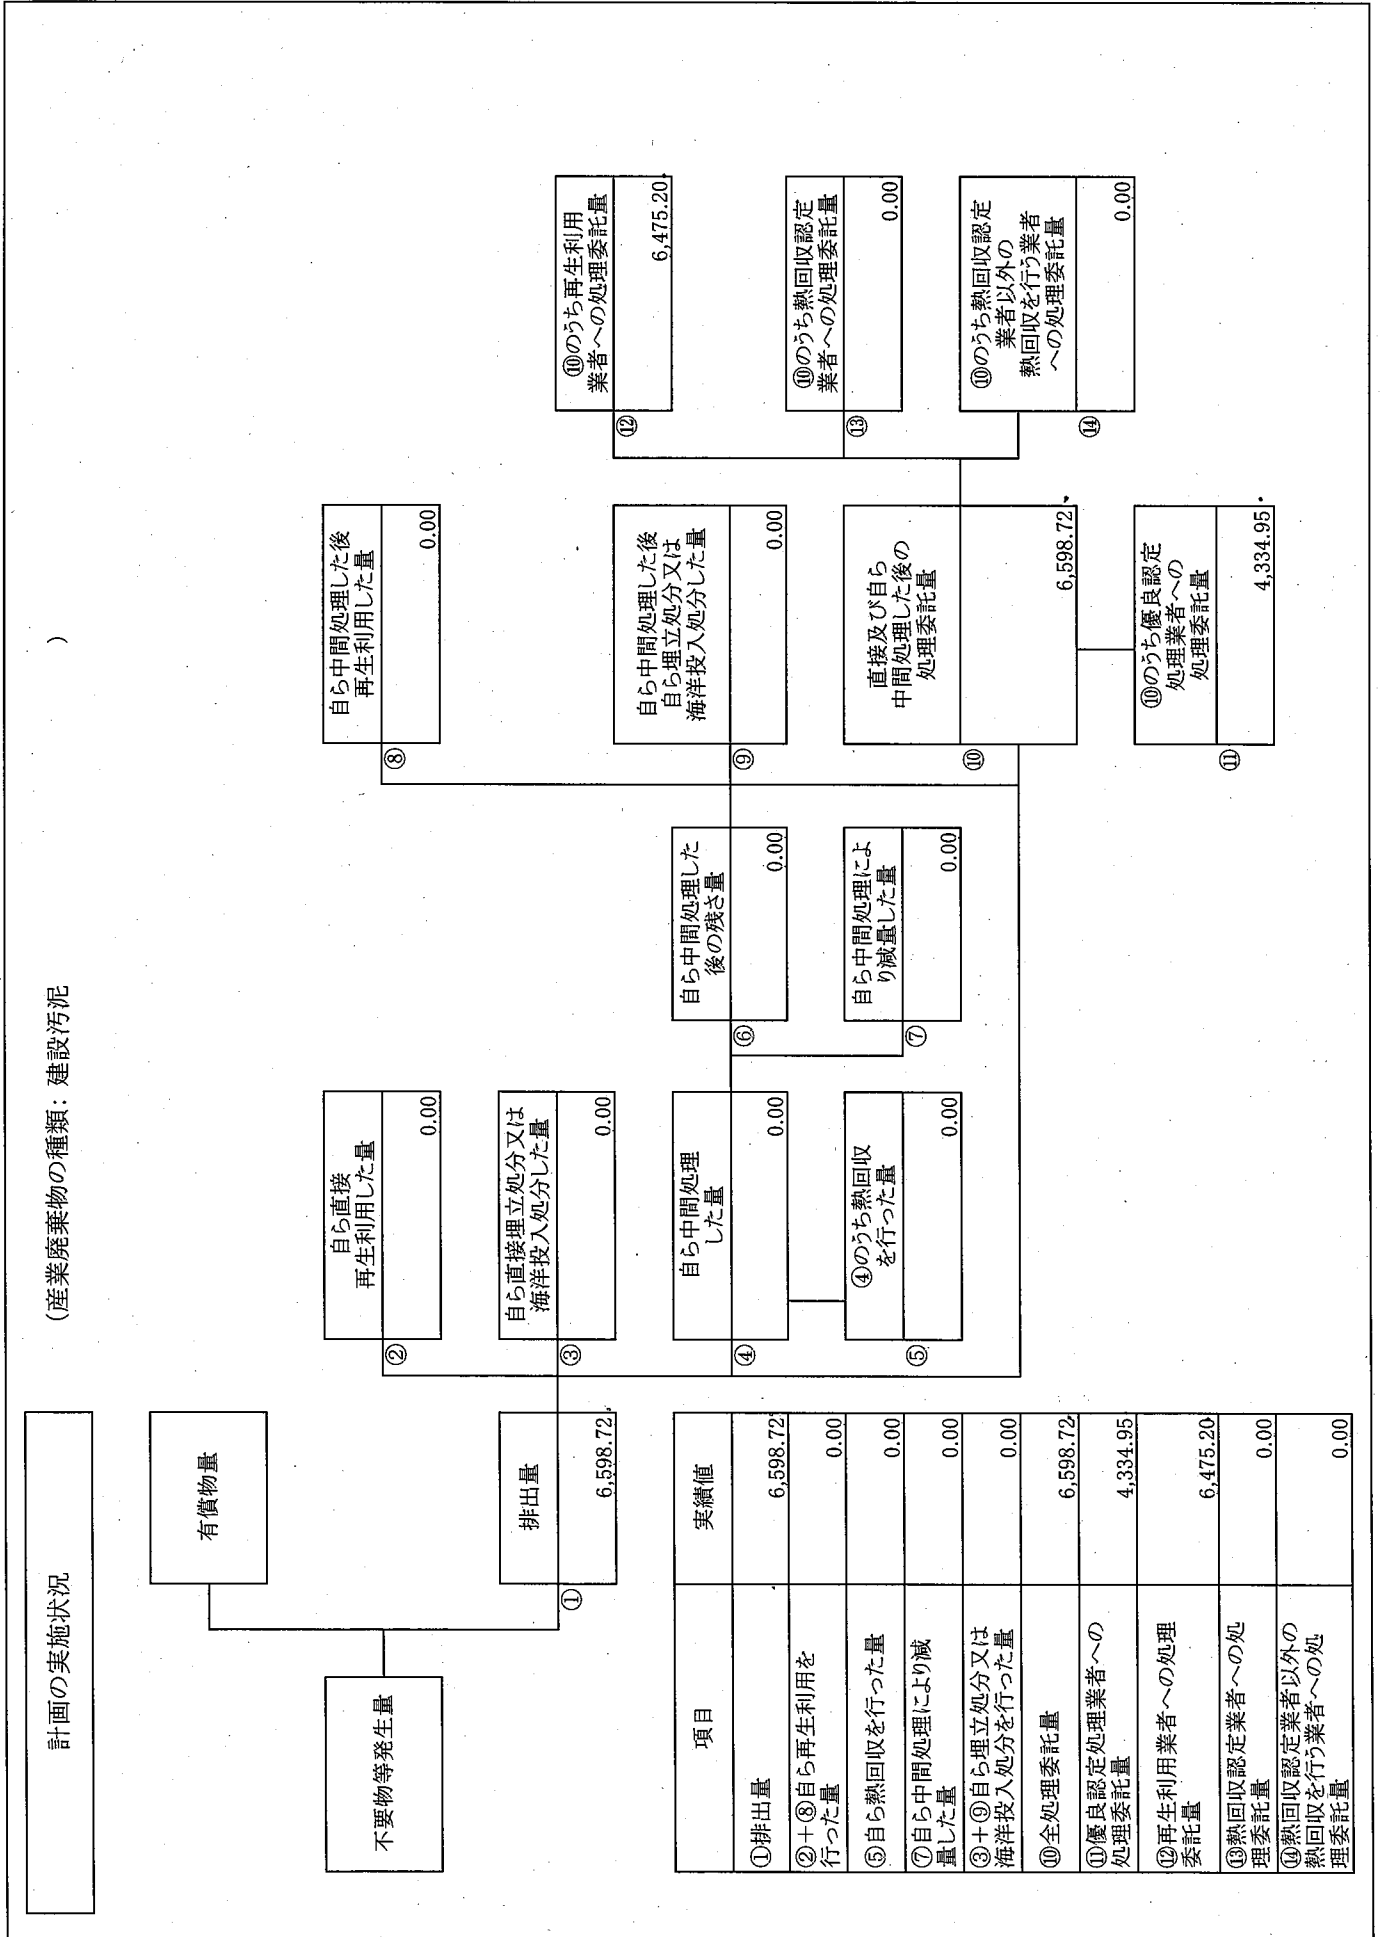 計画の実施状況
(産業廃棄物の種類：建設汚泥　　　　　　　　)
不要物等発生量
有償物量
①
排出量
6,598.72
②
自ら直接
再生利用した量
0.00
③
自ら直接埋立処分又は
海洋投入処分した量
0.00
④
自ら中間処理
した量
0.00
⑤
④のうち熱回収
を行った量
0.00
⑥
自ら中間処理した
後の残さ量
0.00
⑦
自ら中間処理によ
り減量した量
0.00
⑧
自ら中間処理した後
再生利用した量
0.00
⑨
自ら中間処理した後
自ら埋立処分又は
海洋投入処分した量
0.00
⑩
直接及び自ら
中間処理した後の
処理委託量
6,598.72
⑪
⑩のうち優良認定
処理業者への
処理委託量
4,334.95
⑫
⑩のうち再生利用
業者への処理委託量
6,475.20
⑬
⑩のうち熱回収認定
業者への処理委託量
0.00
⑭
⑩のうち熱回収認定
業者以外の
熱回収を行う業者
への処理委託量
0.00
項目　実績値
①排出量　6,598.72
②＋⑧自ら再生利用を
行った量　0.00
⑤自ら熱回収を行った量　0.00
⑦自ら中間処理により減
量した量　0.00
③＋⑨自ら埋立処分又は
海洋投入処分を行った量　0.00
⑩全処理委託量　6,598.72
⑪優良認定処理業者への
処理委託量　4,334.95
⑫再生利用業者への処理
委託量　6,475.20
⑬熱回収認定業者への処
理委託量　0.00
⑭熱回収認定業者以外の
熱回収を行う業者への処
理委託量　0.00